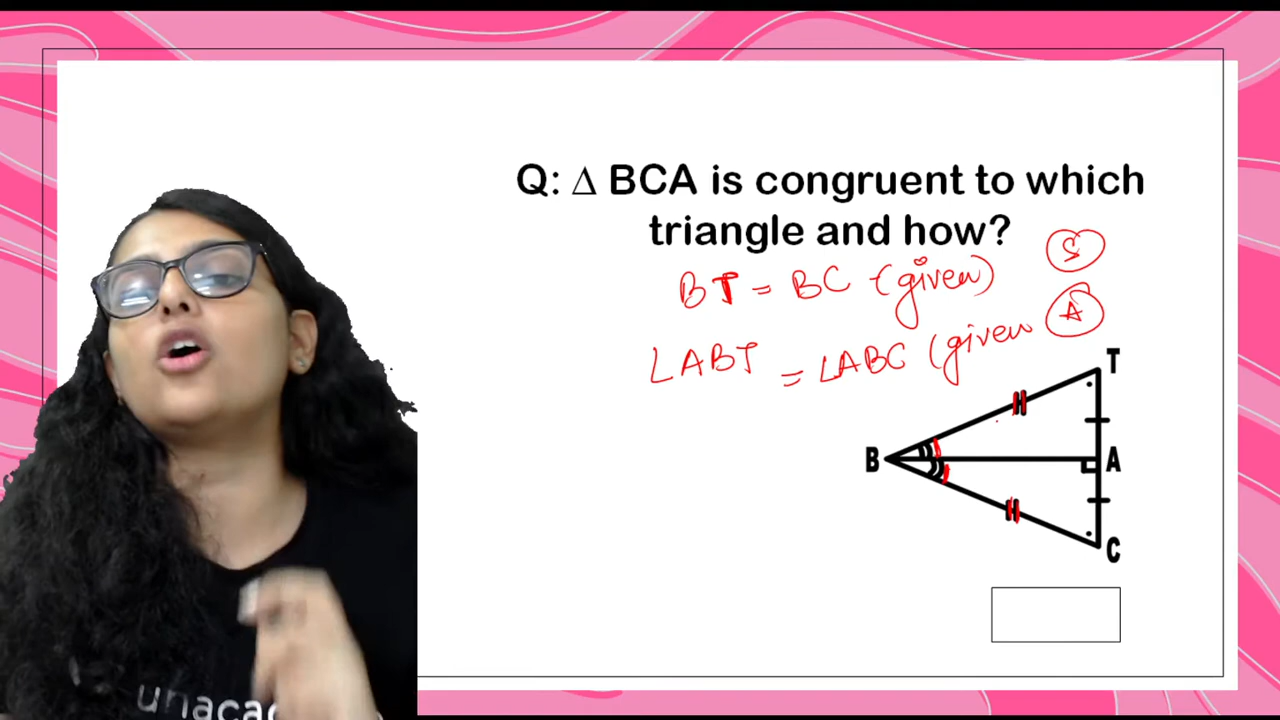 Q: ∆ BCA is congruent to which
triangle and how?
BT = BC (given) S
∠ABT = ∠ABC (given A
T
B
A
C
unacad